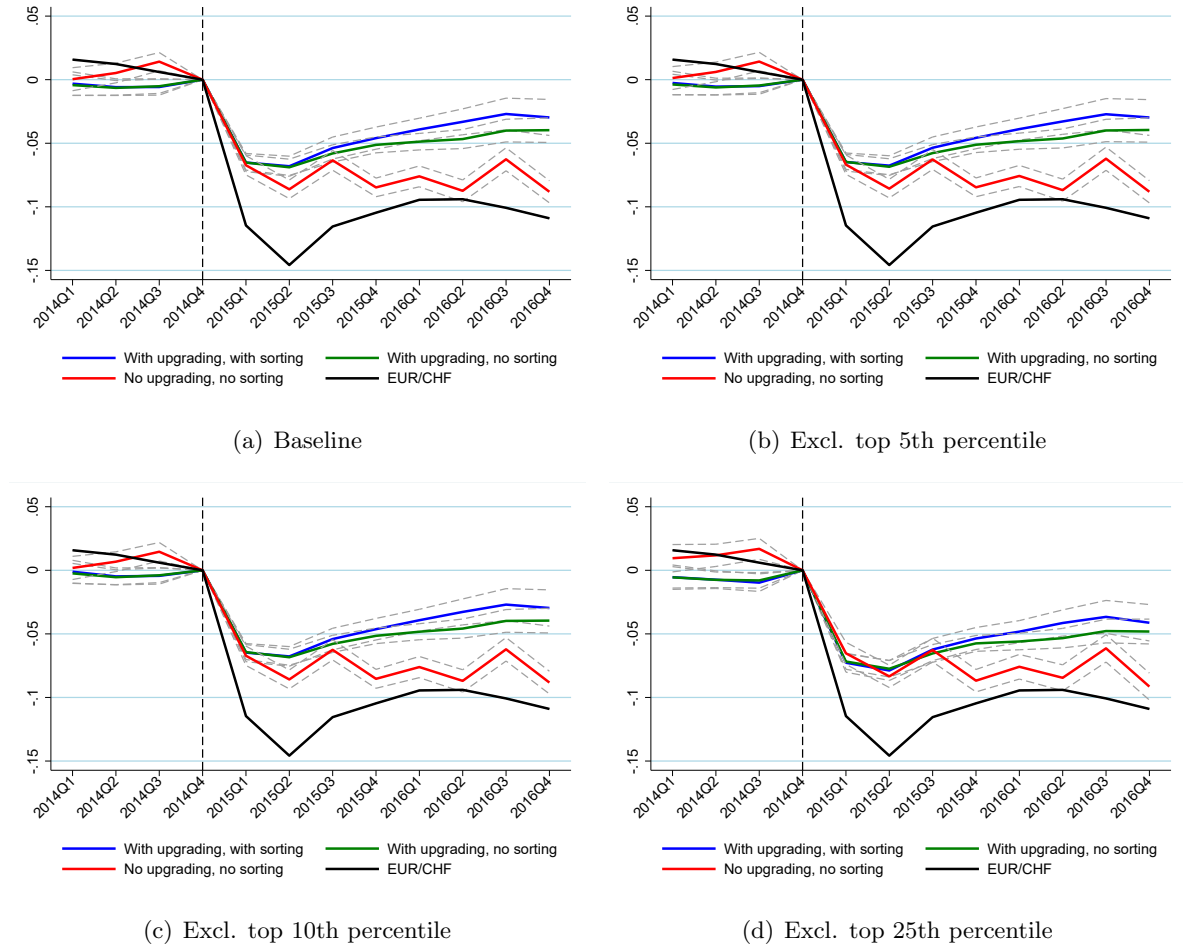 .05
0
-.05
-.1
-.15
2014Q1 2014Q2 2014Q3 2014Q4 2015Q1 2015Q2 2015Q3 2015Q4 2016Q1 2016Q2 2016Q3 2016Q4
With upgrading, with sorting With upgrading, no sorting
No upgrading, no sorting EUR/CHF
(a) Baseline
.05
0
-.05
-.1
-.15
2014Q1 2014Q2 2014Q3 2014Q4 2015Q1 2015Q2 2015Q3 2015Q4 2016Q1 2016Q2 2016Q3 2016Q4
With upgrading, with sorting With upgrading, no sorting
No upgrading, no sorting EUR/CHF
(b) Excl. top 5th percentile
.05
0
-.05
-.1
-.15
2014Q1 2014Q2 2014Q3 2014Q4 2015Q1 2015Q2 2015Q3 2015Q4 2016Q1 2016Q2 2016Q3 2016Q4
With upgrading, with sorting With upgrading, no sorting
No upgrading, no sorting EUR/CHF
(c) Excl. top 10th percentile
.05
0
-.05
-.1
-.15
2014Q1 2014Q2 2014Q3 2014Q4 2015Q1 2015Q2 2015Q3 2015Q4 2016Q1 2016Q2 2016Q3 2016Q4
With upgrading, with sorting With upgrading, no sorting
No upgrading, no sorting EUR/CHF
(d) Excl. top 25th percentile